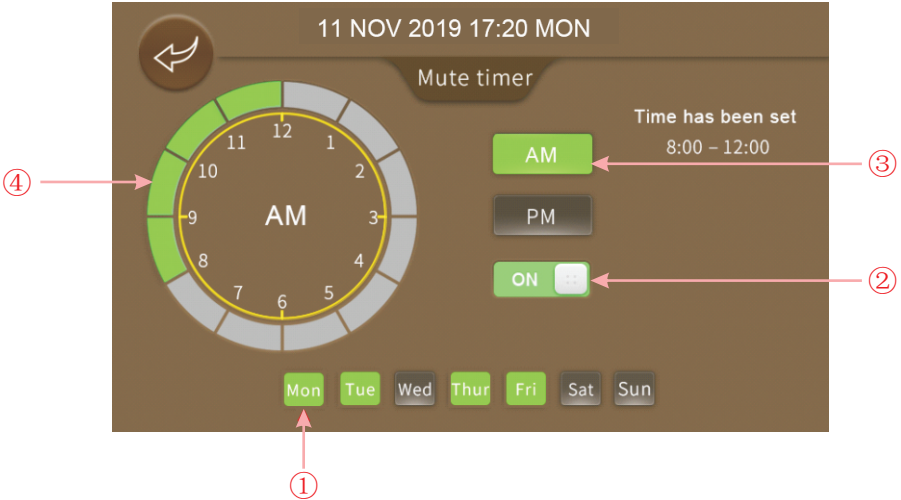 11 NOV 2019 17:20 MON
Mute timer
Time has been set
8:00 – 12:00
12
11
1
10
2
9
AM
3
8
4
7
5
6
AM
PM
ON
Mon Tue Wed Thur Fri Sat Sun
④
③
②
①